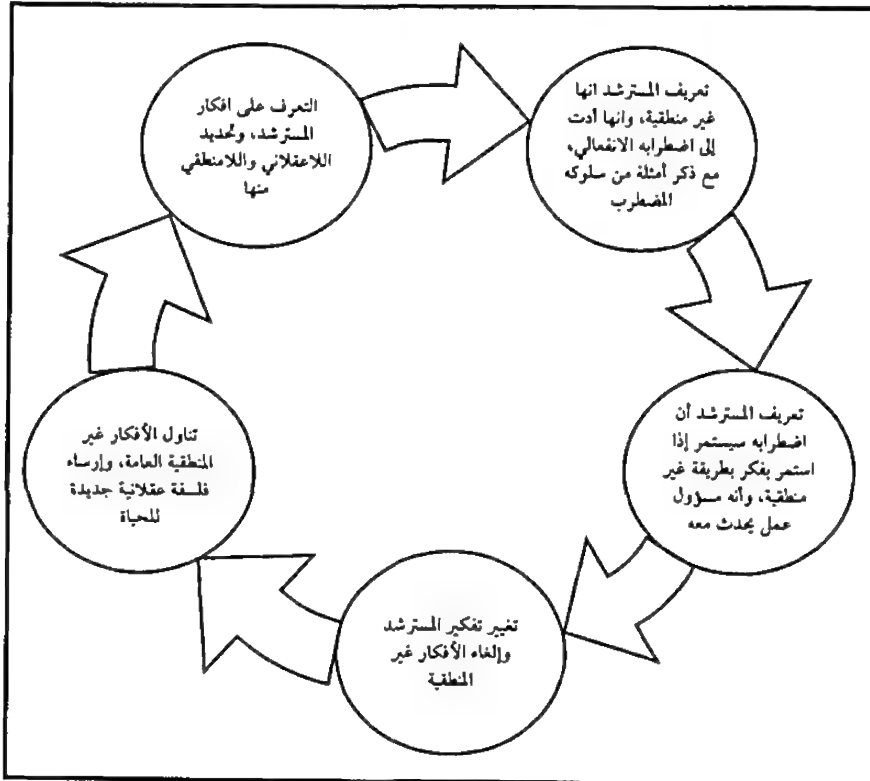 التعرف على افكار
المسترشد، وتحديد
اللاعقلاني واللامنطقي
منها
تعريف المسترشد انها
غير منطقية، وانها أدت
إلى اضطرابه الانفعالي،
مع ذكر أمثلة من سلوكه
المضطرب
تعريف المسترشد أن
اضطرابه سيستمر إذا
استمر بفكر بطريقة غير
منطقية، وأنه مسؤول
عمل يحدث معه
تغيير تفكير المسترشد
وإلغاء الأفكار غير
المنطقية
تناول الأفكار غير
المنطقية العامة، وإرساء
فلسفة عقلانية جديدة
للحياة